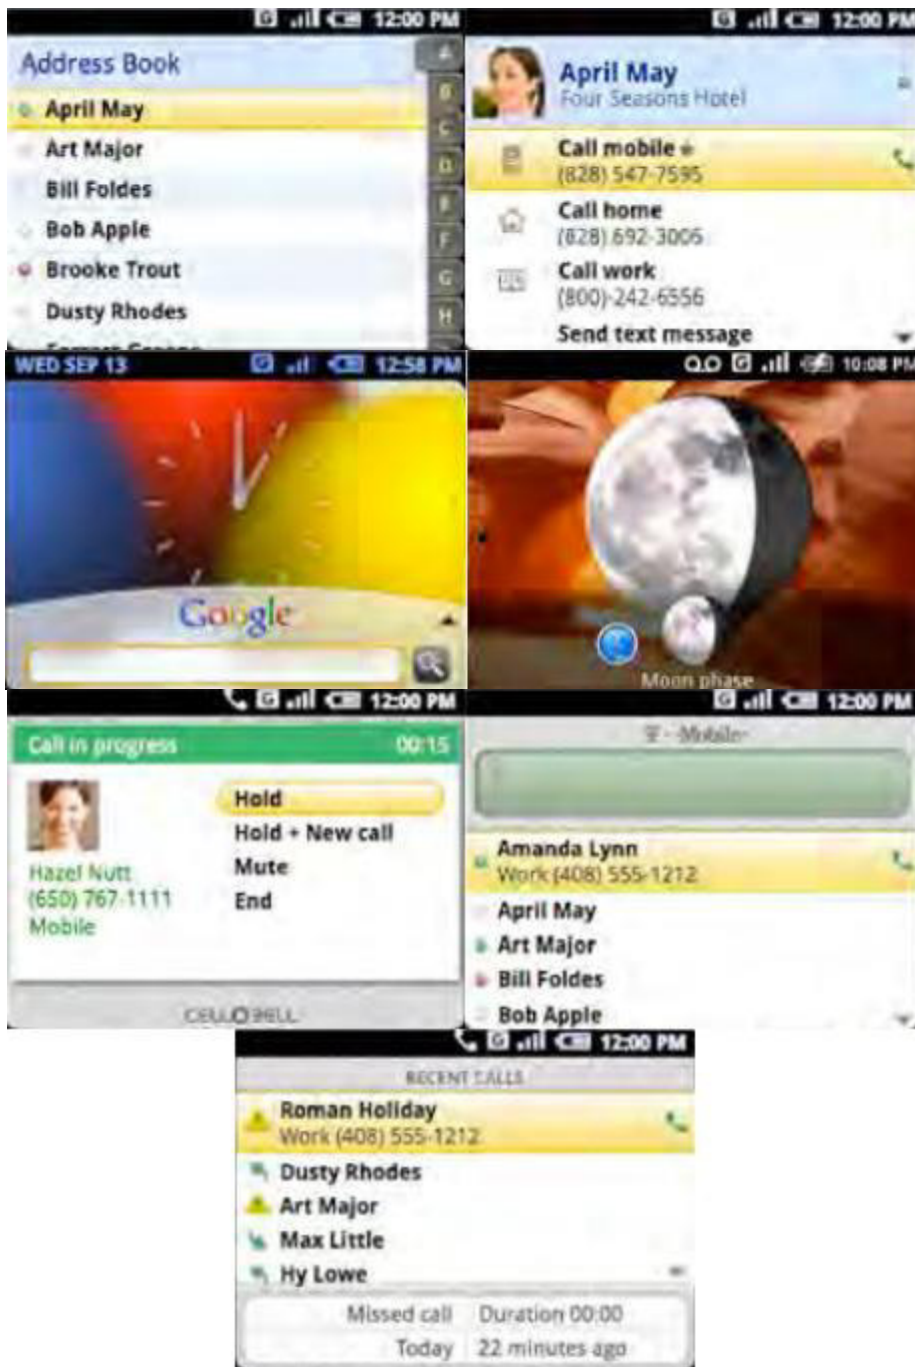 G 12:00 PM
Address Book
A
April May
B
C
Art Major
D
Bill Foldes
E
Bob Apple
F
Brooke Trout
G
Dusty Rhodes
H
G 12:00 PM
April May
Four Seasons Hotel
Call mobile
(828) 547-7595
Call home
(828) 692-3006
Call work
(800)-242-6556
Send text message
WED SEP 13 G 12:58 PM
Google
G 10:08 PM
Moon phase
G 12:00 PM
Call in progress 00:15
Hold
Hold + New call
Mute
End
Hazel Nutt
(650) 767-1111
Mobile
CELLO BELL
G 12:00 PM
T - Mobile
Amanda Lynn
Work (408) 555-1212
April May
Art Major
Bill Foldes
Bob Apple
G 12:00 PM
RECENT CALLS
Roman Holiday
Work (408) 555-1212
Dusty Rhodes
Art Major
Max Little
Hy Lowe
Missed call Duration 00:00
Today 22 minutes ago